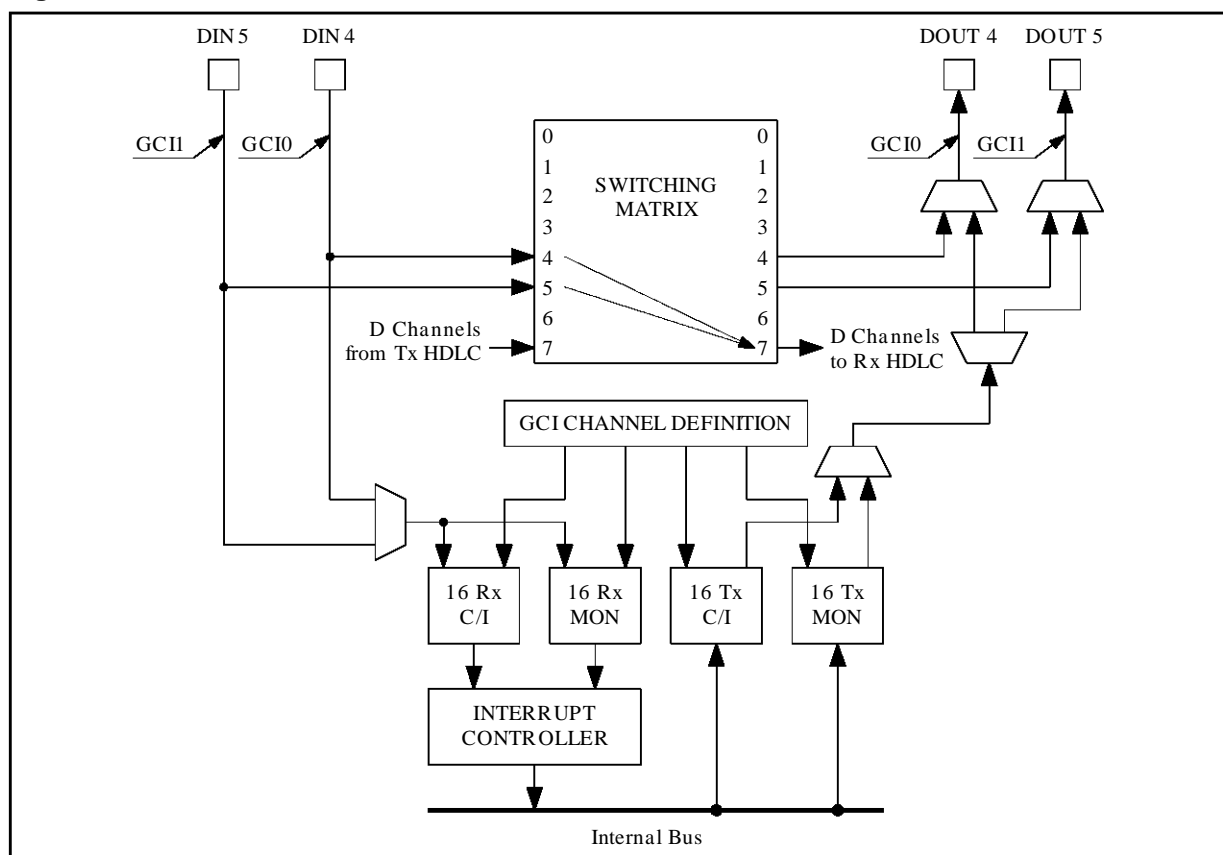 DIN 5
DIN 4
DOUT 4
DOUT 5
GCI1
GCI0
GCI0
GCI1
SWITCHING
MATRIX
0
1
2
3
4
5
6
7
0
1
2
3
4
5
6
7
D Channels
from Tx HDLC
D Channels
to Rx HDLC
GCI CHANNEL DEFINITION
16 Rx
C/I
16 Rx
MON
16 Tx
C/I
16 Tx
MON
INTERRUPT
CONTROLLER
Internal Bus